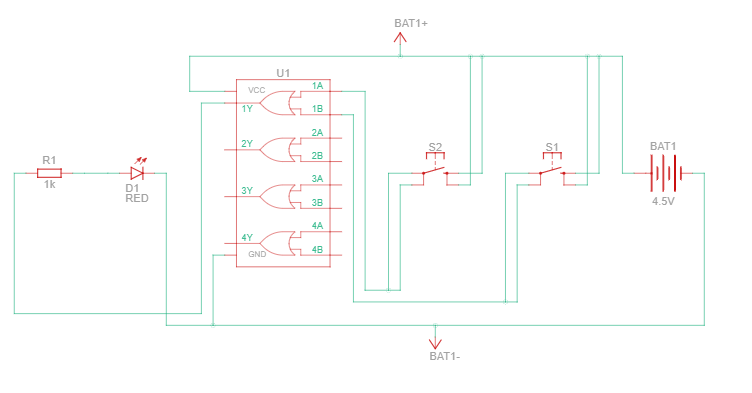 BAT1+
U1
VCC
1A
1Y
1B
2A
2Y
2B
3A
3Y
3B
4A
4Y
4B
GND
R1
1k
D1
RED
S2
S1
BAT1
4.5V
BAT1-